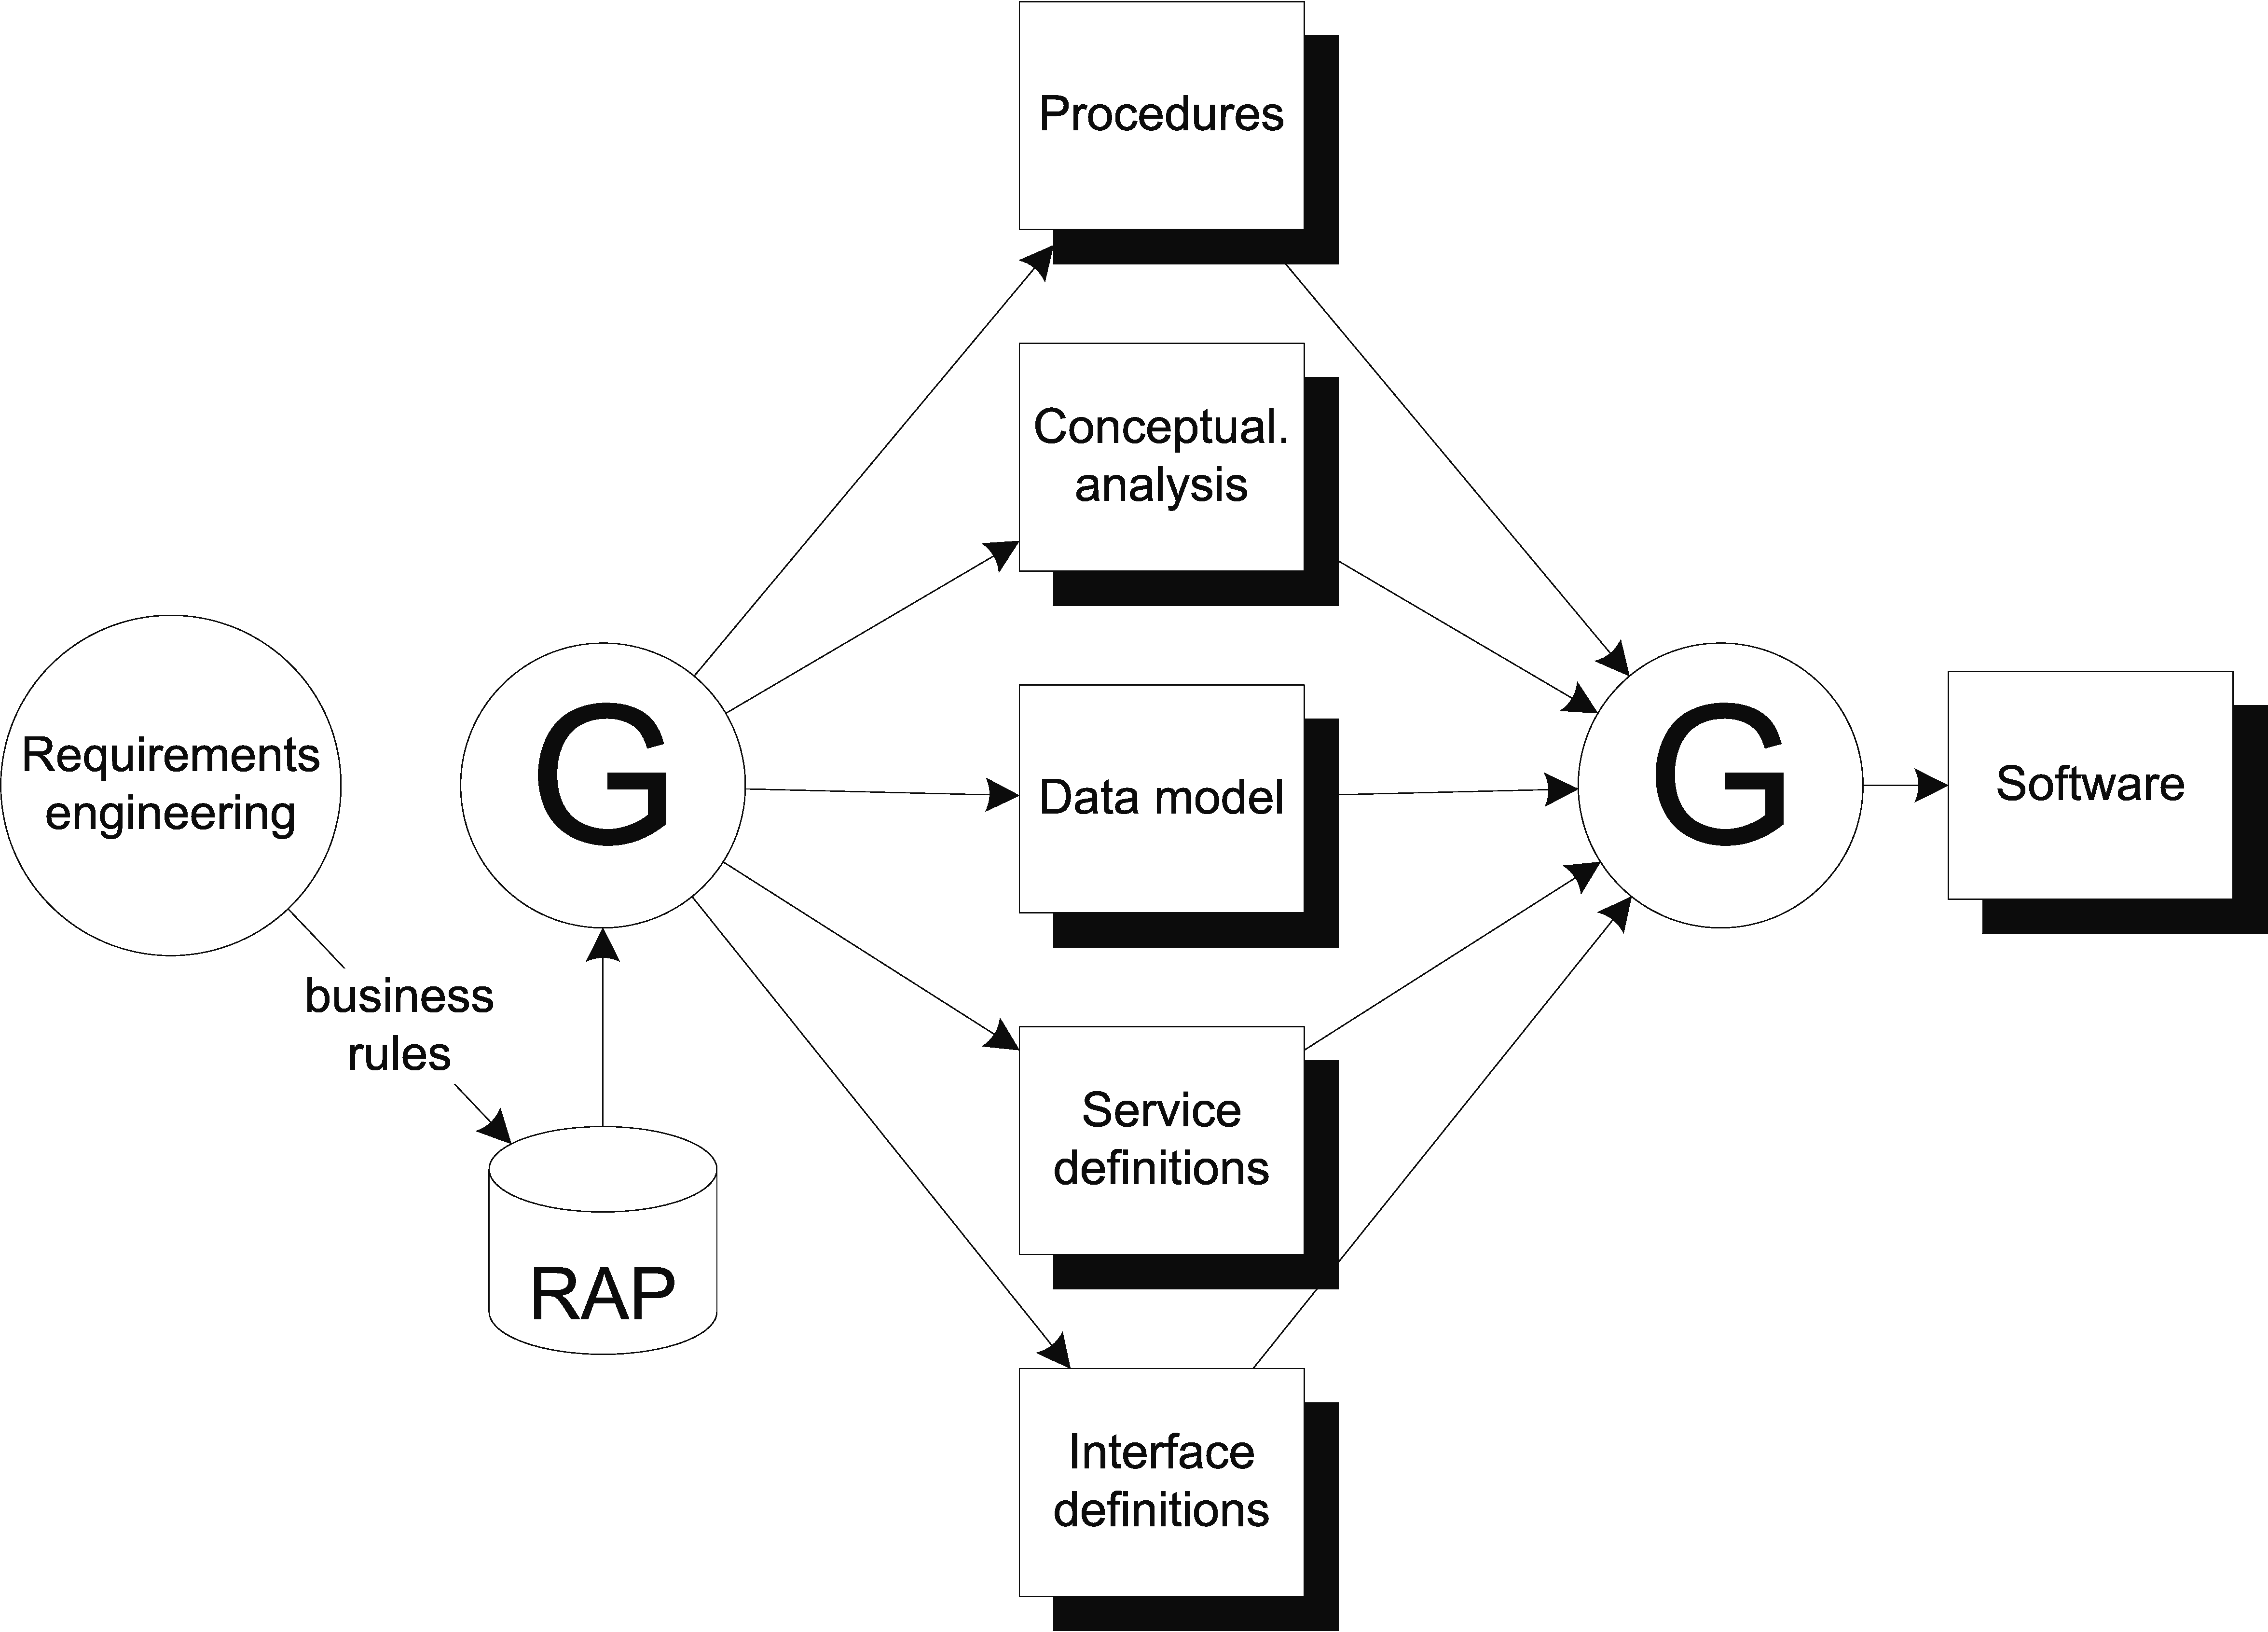 Procedures
Conceptual.
analysis
Requirements
engineering
G
Data model
G
Software
business
rules
Service
definitions
RAP
Interface
definitions